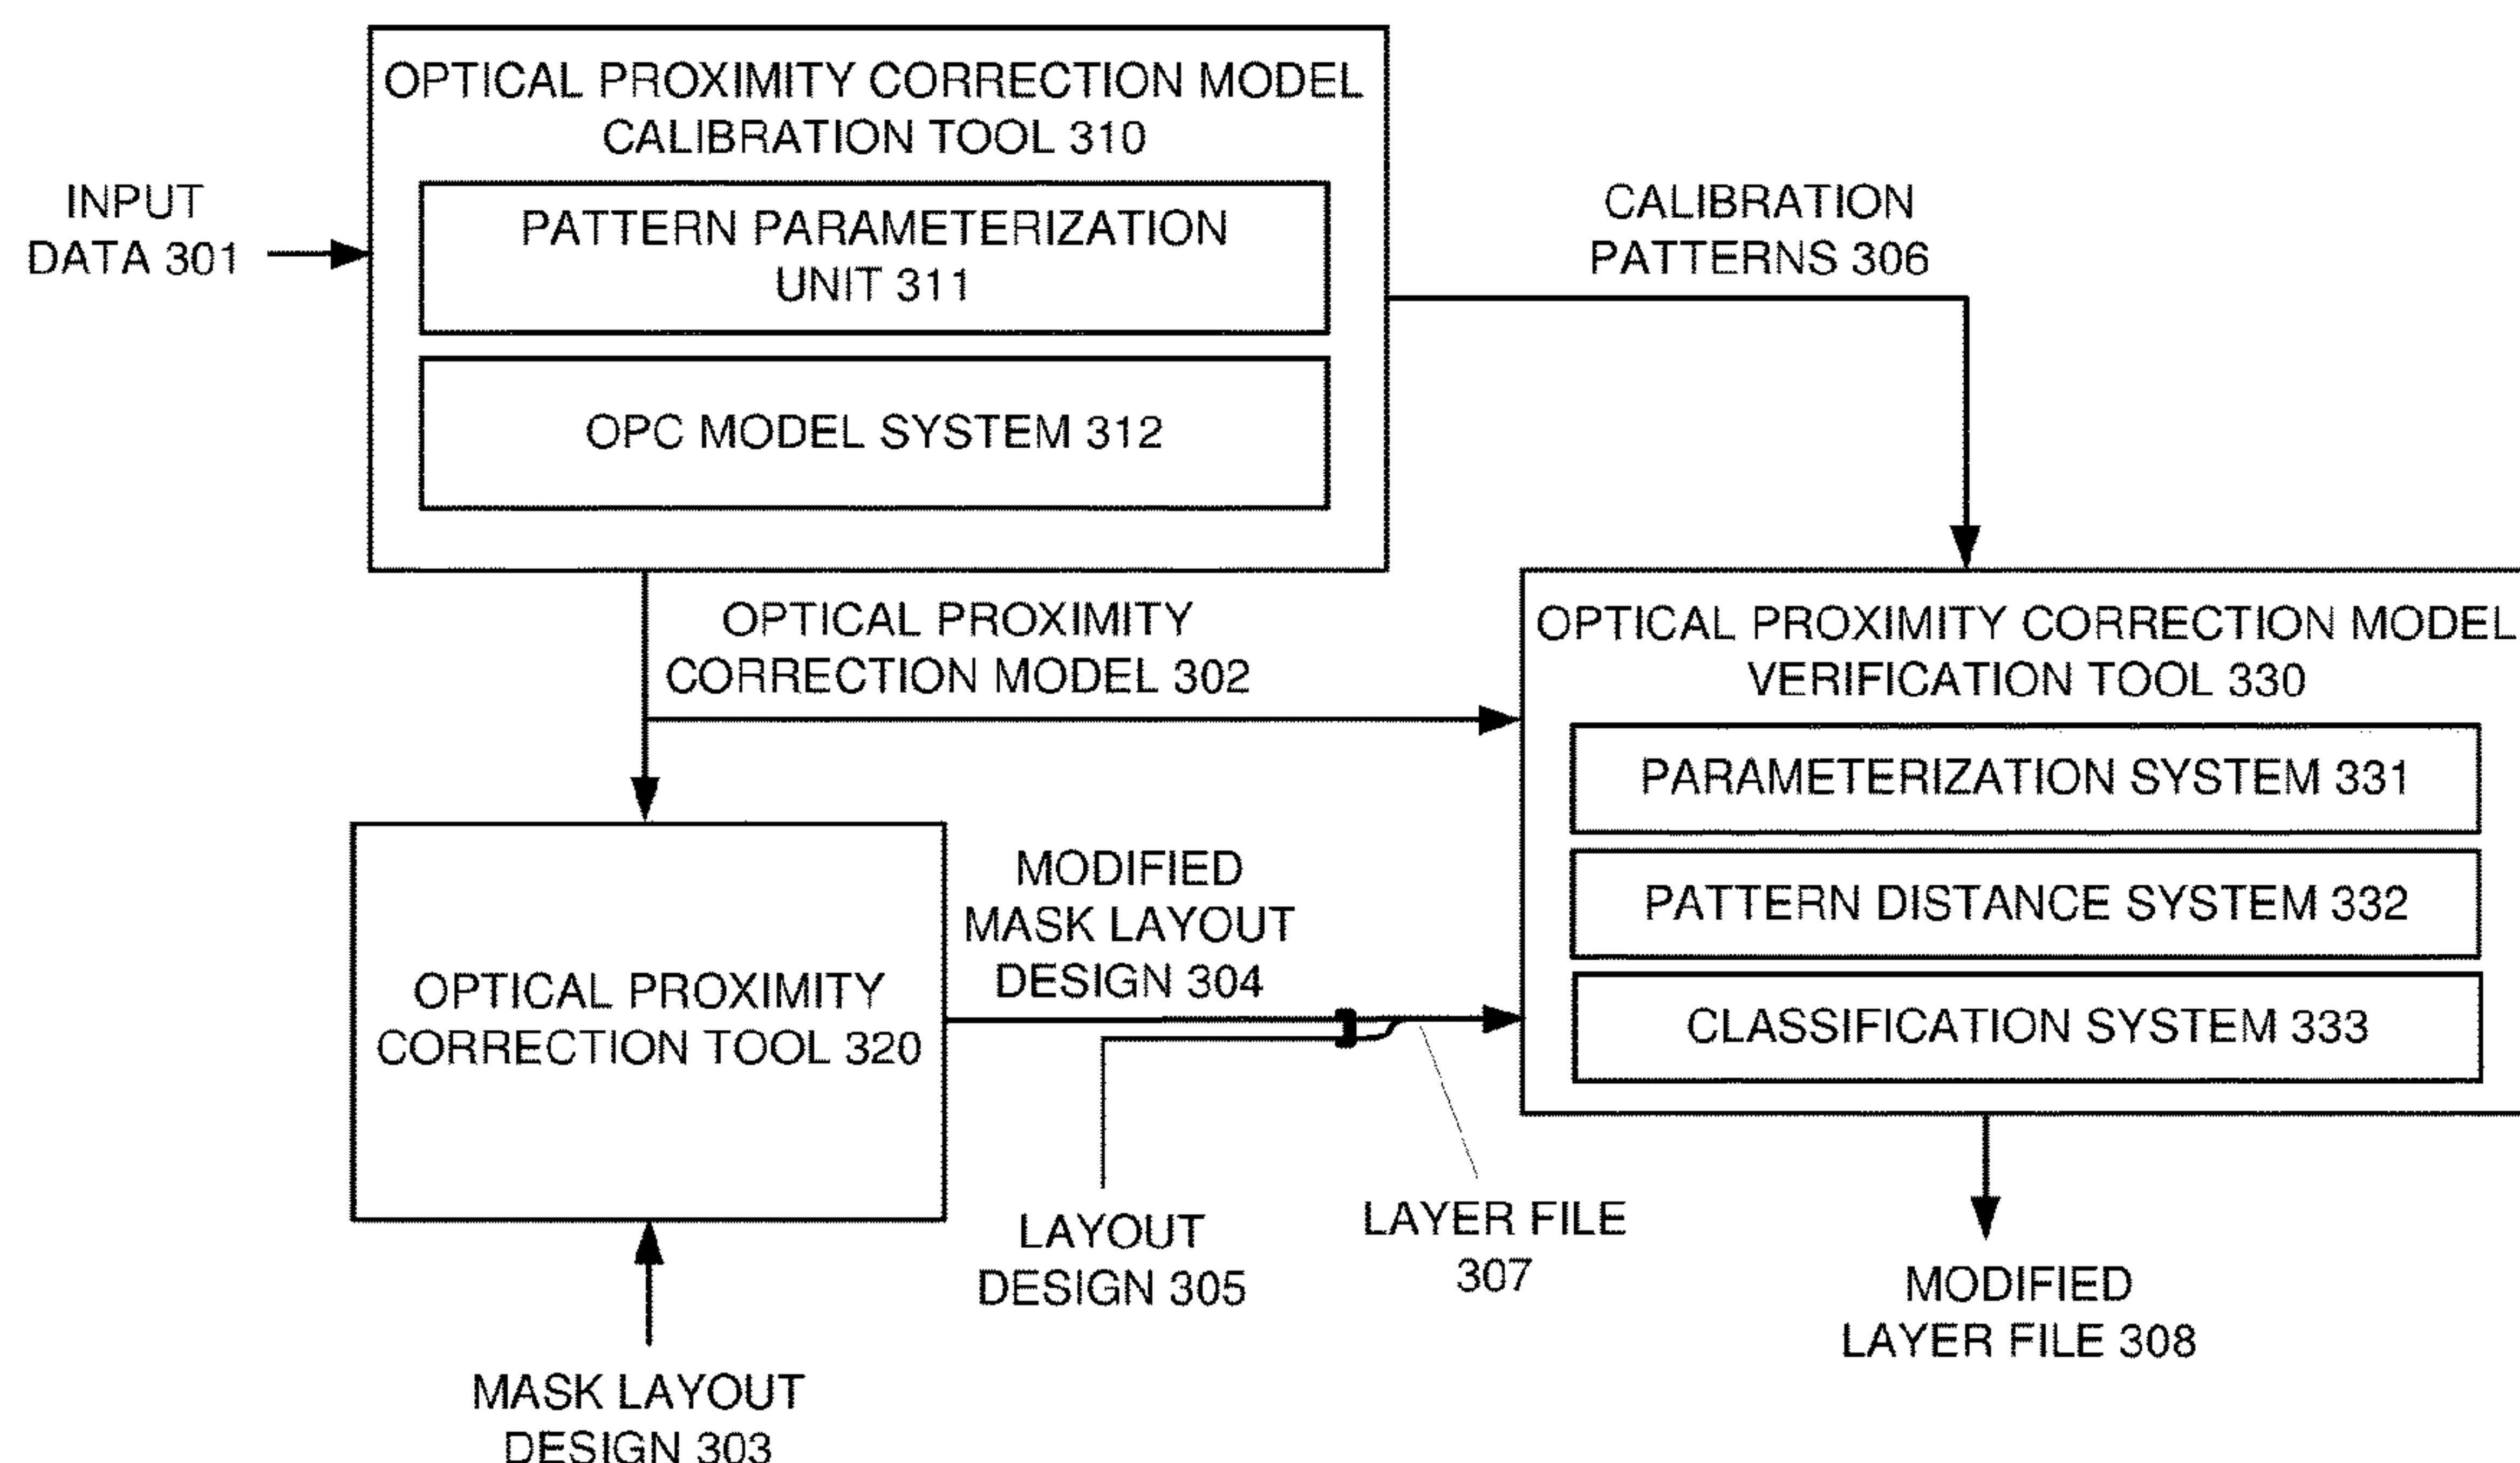 OPTICAL PROXIMITY CORRECTION MODEL
CALIBRATION TOOL 310
INPUT
DATA 301
PATTERN PARAMETERIZATION
UNIT 311
OPC MODEL SYSTEM 312
CALIBRATION
PATTERNS 306
OPTICAL PROXIMITY
CORRECTION MODEL 302
OPTICAL PROXIMITY CORRECTION MODEL
VERIFICATION TOOL 330
PARAMETERIZATION SYSTEM 331
PATTERN DISTANCE SYSTEM 332
CLASSIFICATION SYSTEM 333
OPTICAL PROXIMITY
CORRECTION TOOL 320
MODIFIED
MASK LAYOUT
DESIGN 304
LAYOUT
DESIGN 305
LAYER FILE
307
MODIFIED
LAYER FILE 308
MASK LAYOUT
DESIGN 303